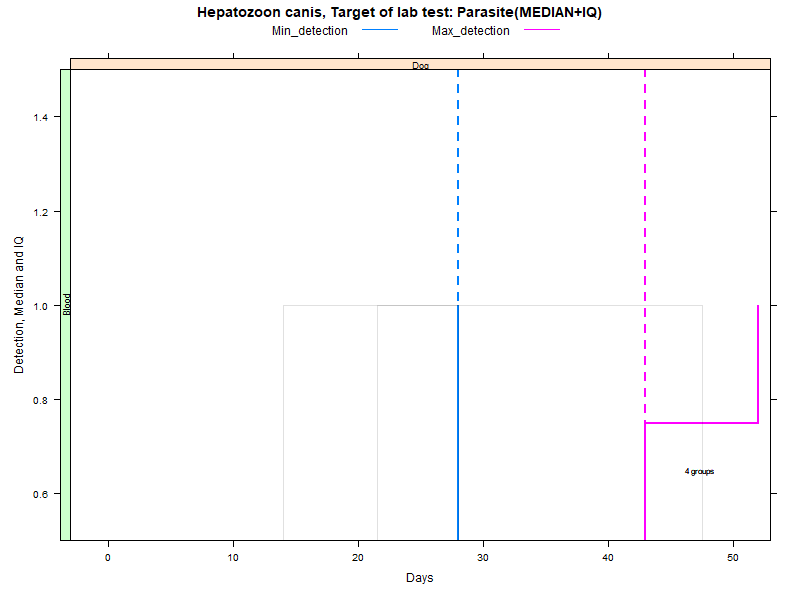 Hepatozoon canis, Target of lab test: Parasite(MEDIAN+IQ)
Min_detection Max_detection
Dog
1.4
1.2
1.0
0.8
0.6
Detection, Median and IQ
Blood
4 groups
0 10 20 30 40 50
Days